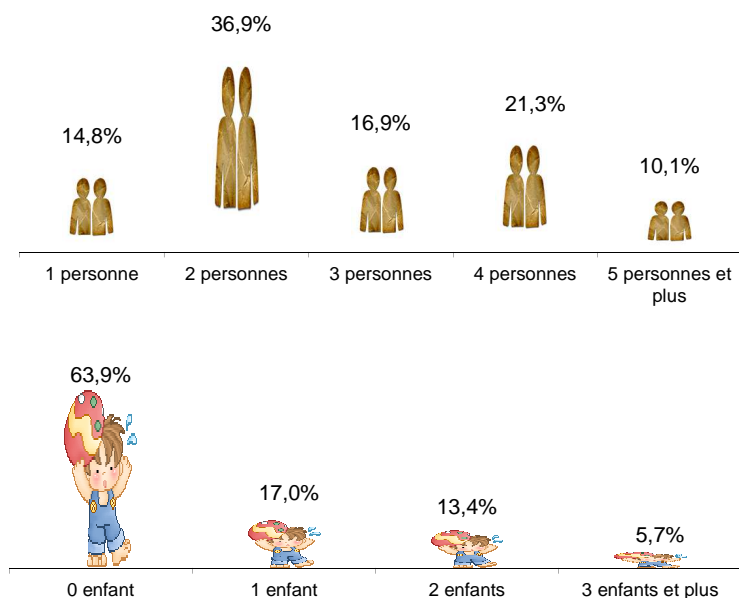 36,9%
14,8%
16,9%
21,3%
10,1%
1 personne
2 personnes
3 personnes
4 personnes
5 personnes et
plus
63,9%
17,0%
13,4%
5,7%
0 enfant
1 enfant
2 enfants
3 enfants et plus